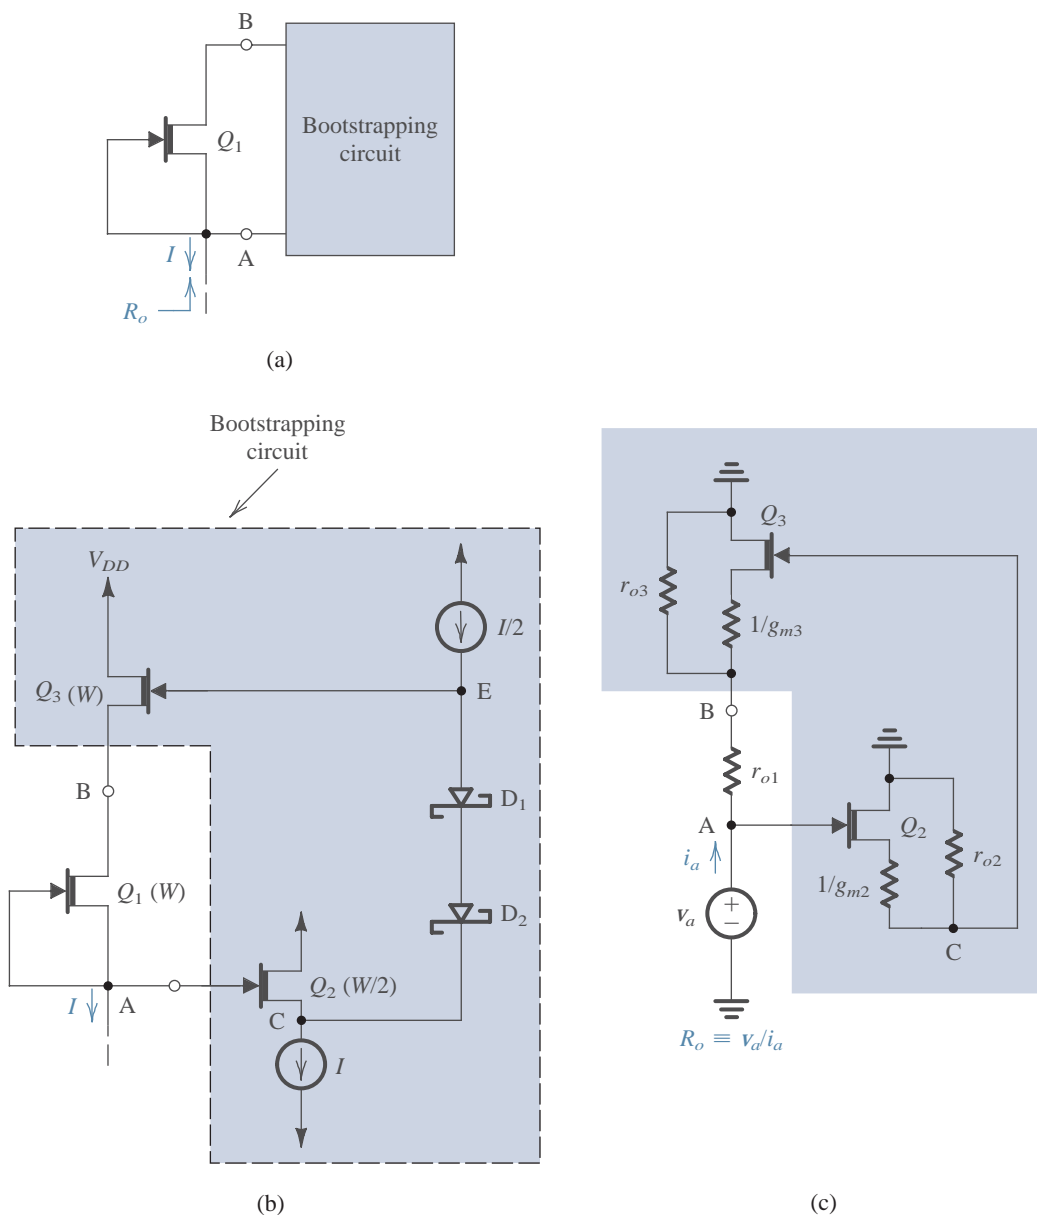 B
Bootstrapping
circuit
Q1
I
A
Ro
(a)
Bootstrapping
circuit
VDD
I/2
Q3 (W)
E
B
D1
Q1 (W)
D2
Q2 (W/2)
I
A
C
I
(b)
Q3
ro3
1/gm3
B
ro1
A
Q2
ia
ro2
1/gm2
va
+
−
C
Ro ≡ va/ia
(c)